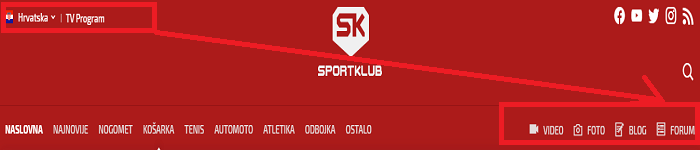 Hrvatska | TV Program
SK
SPORTKLUB
NASLOVNA NAJNOVIJE NOGOMET KOŠARKA TENIS AUTOMOTO ATLETIKA ODBOJKA OSTALO VIDEO FOTO BLOG FORUM